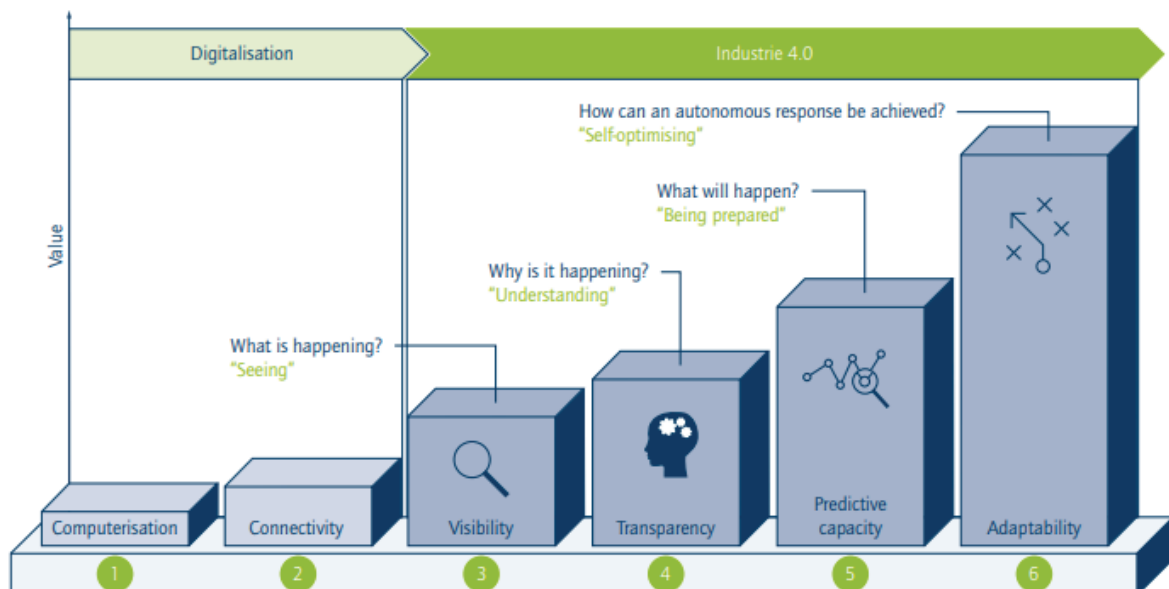 Digitalisation
Industrie 4.0
How can an autonomous response be achieved?
"Self-optimising"
What will happen?
"Being prepared"
Why is it happening?
"Understanding"
What is happening?
"Seeing"
Value
Computerisation
Connectivity
Visibility
Transparency
Predictive
capacity
Adaptability
1
2
3
4
5
6